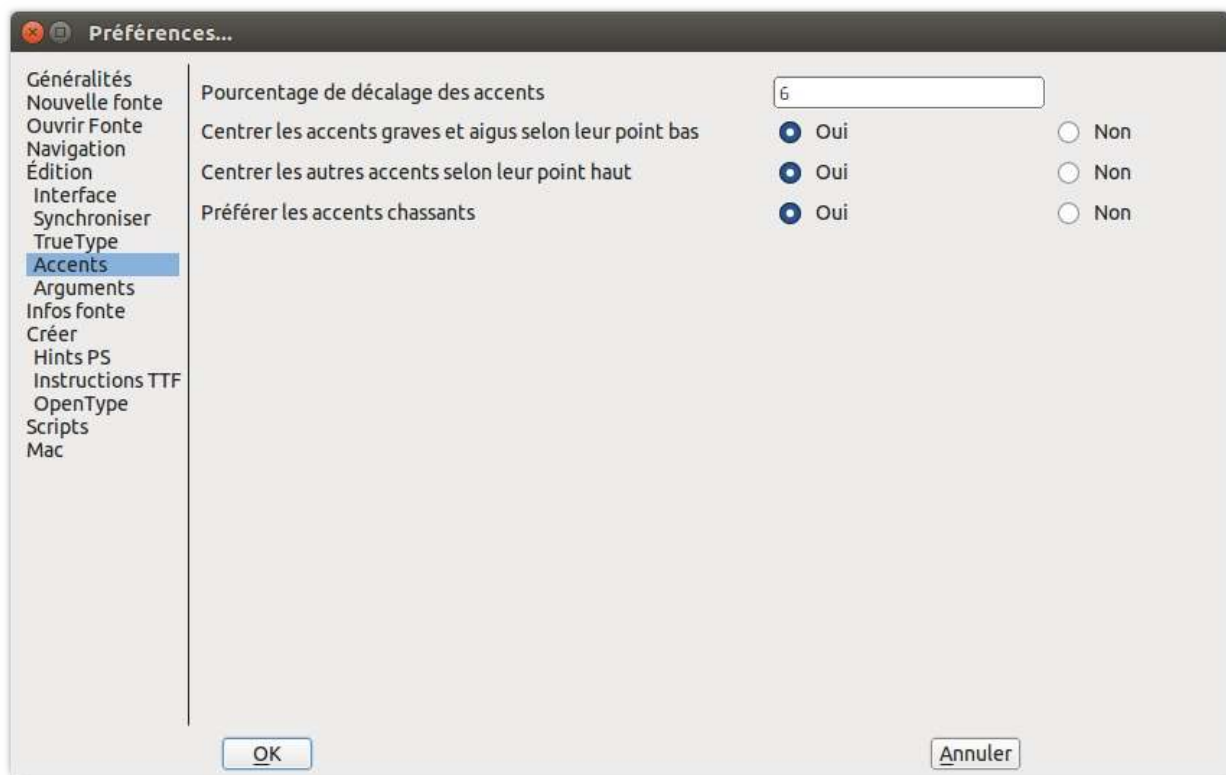 Préférences...
Généralités
Nouvelle fonte
Ouvrir Fonte
Navigation
Édition
Interface
Synchroniser
TrueType
Accents
Arguments
Infos fonte
Créer
Hints PS
Instructions TTF
OpenType
Scripts
Mac
Pourcentage de décalage des accents 6
Centrer les accents graves et aigus selon leur point bas Oui Non
Centrer les autres accents selon leur point haut Oui Non
Préférer les accents chassants Oui Non
OK Annuler